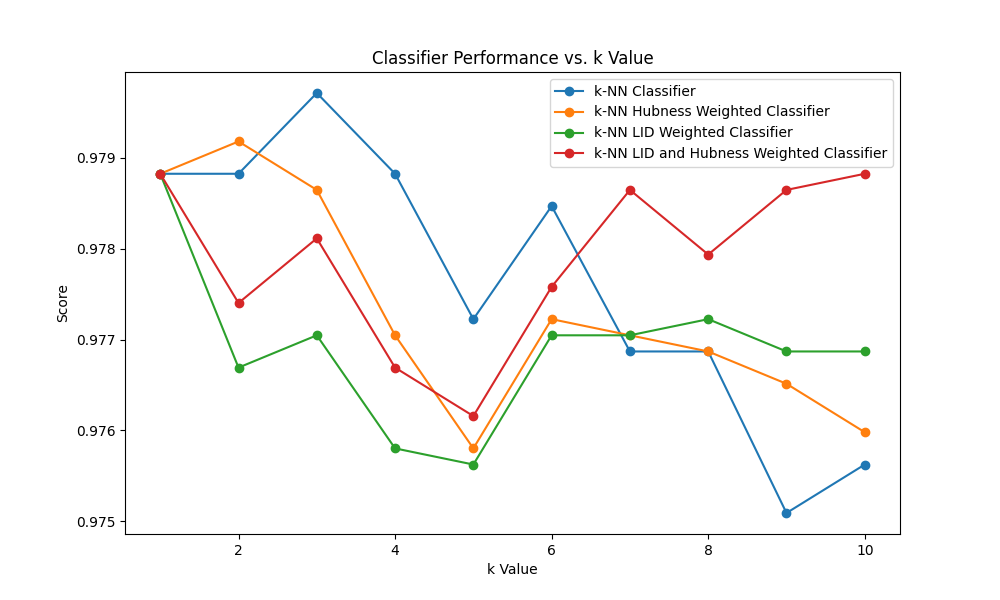 Classifier Performance vs. k Value
k-NN Classifier
k-NN Hubness Weighted Classifier
k-NN LID Weighted Classifier
k-NN LID and Hubness Weighted Classifier
0.979
0.978
0.977
0.976
0.975
Score
2 4 6 8 10
k Value